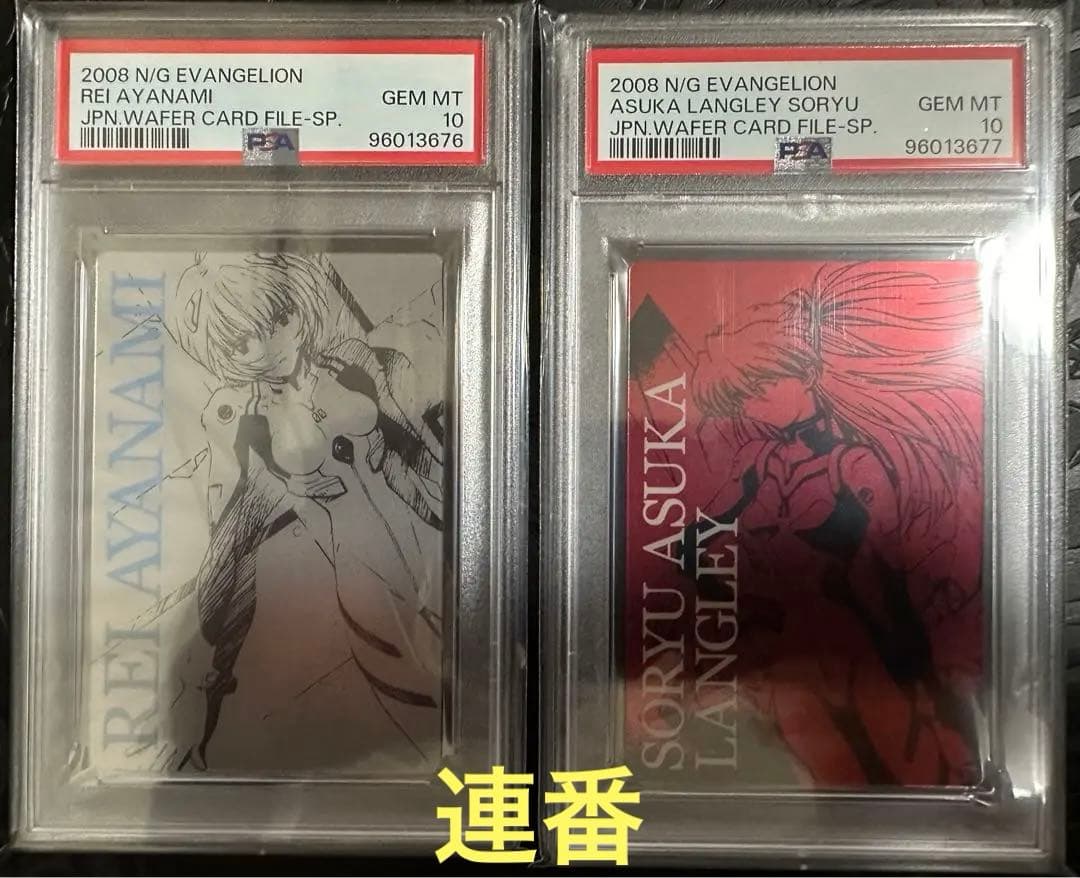 2008 N/G EVANGELION
REI AYANAMI
GEM MT
JPN.WAFER CARD FILE-SP.
10
PSA
96013676
REI AYANAMI
2008 N/G EVANGELION
ASUKA LANGLEY SORYU
GEM MT
JPN.WAFER CARD FILE-SP.
10
PSA
96013677
SORYU ASUKA
LANGLEY
連番